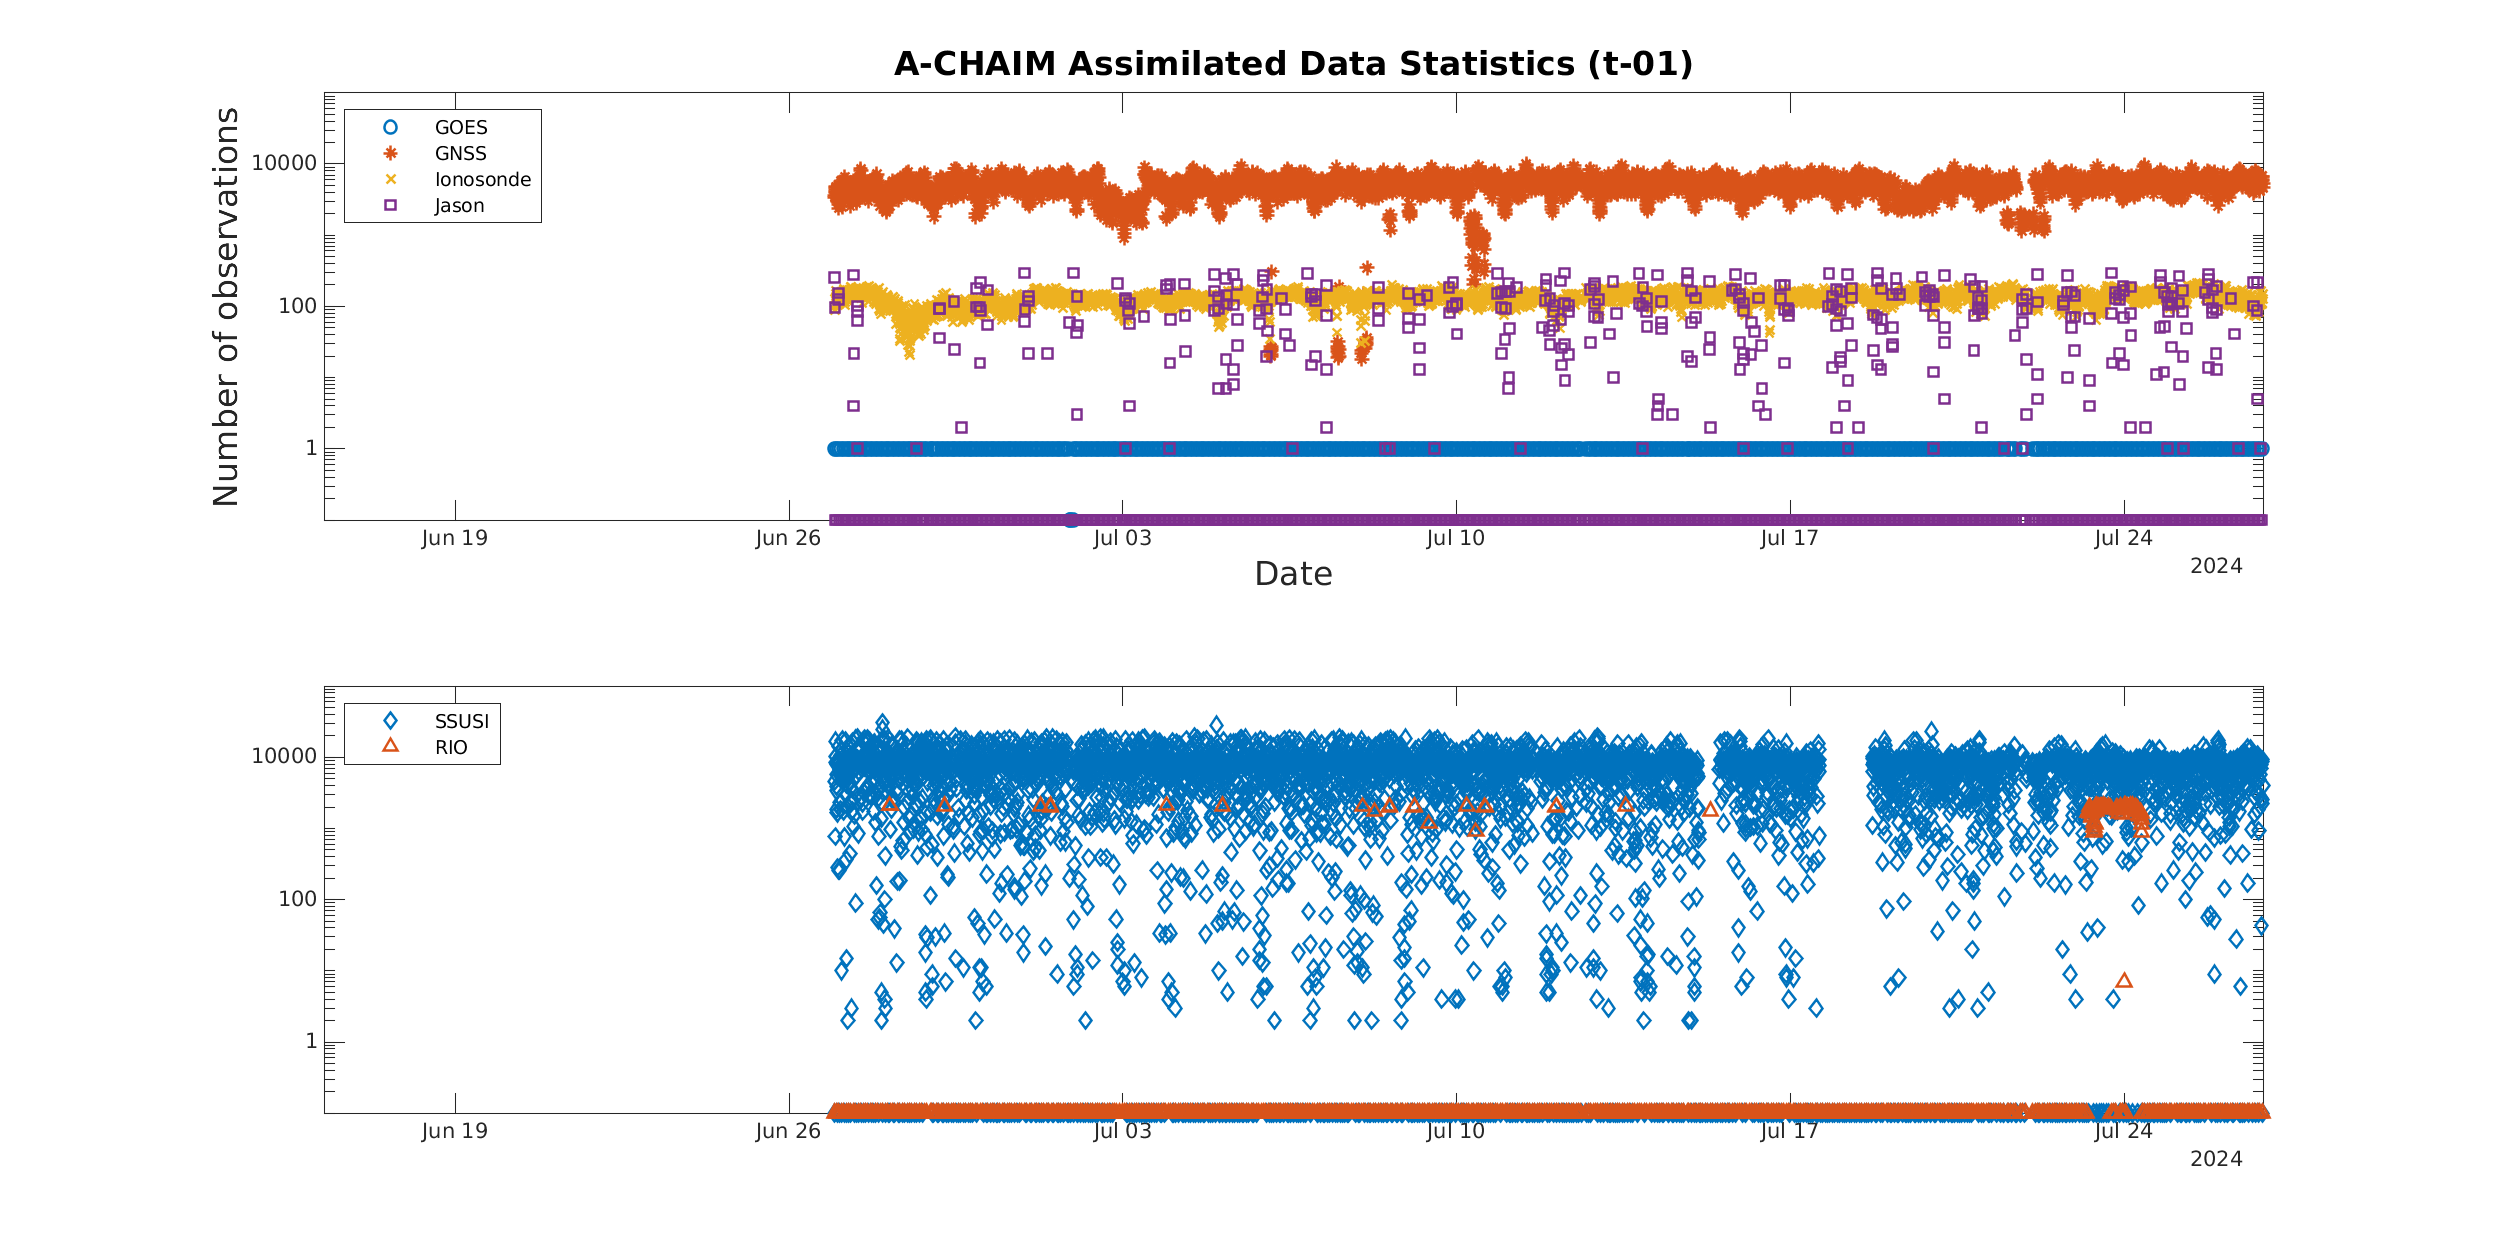 A-CHAIM Assimilated Data Statistics (t-01)
Number of observations
10000
100
1
GOES
GNSS
Ionosonde
Jason
Jun 19
Jun 26
Jul 03
Jul 10
Jul 17
Jul 24
2024
Date
10000
100
1
SSUSI
RIO
Jun 19
Jun 26
Jul 03
Jul 10
Jul 17
Jul 24
2024